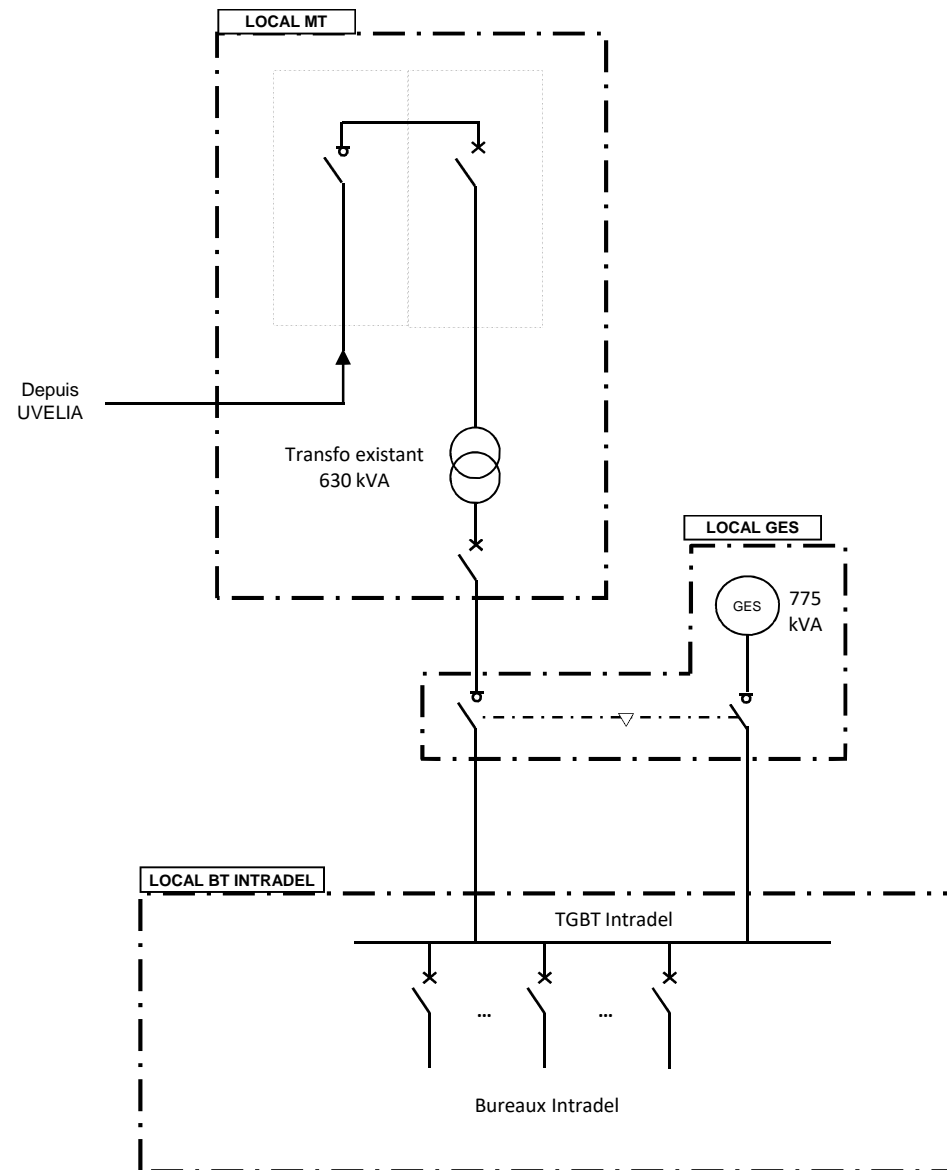 LOCAL MT
Depuis
UVELIA
Transfo existant
630 kVA
LOCAL GES
GES
775
kVA
LOCAL BT INTRADEL
TGBT Intradel
...
...
Bureaux Intradel